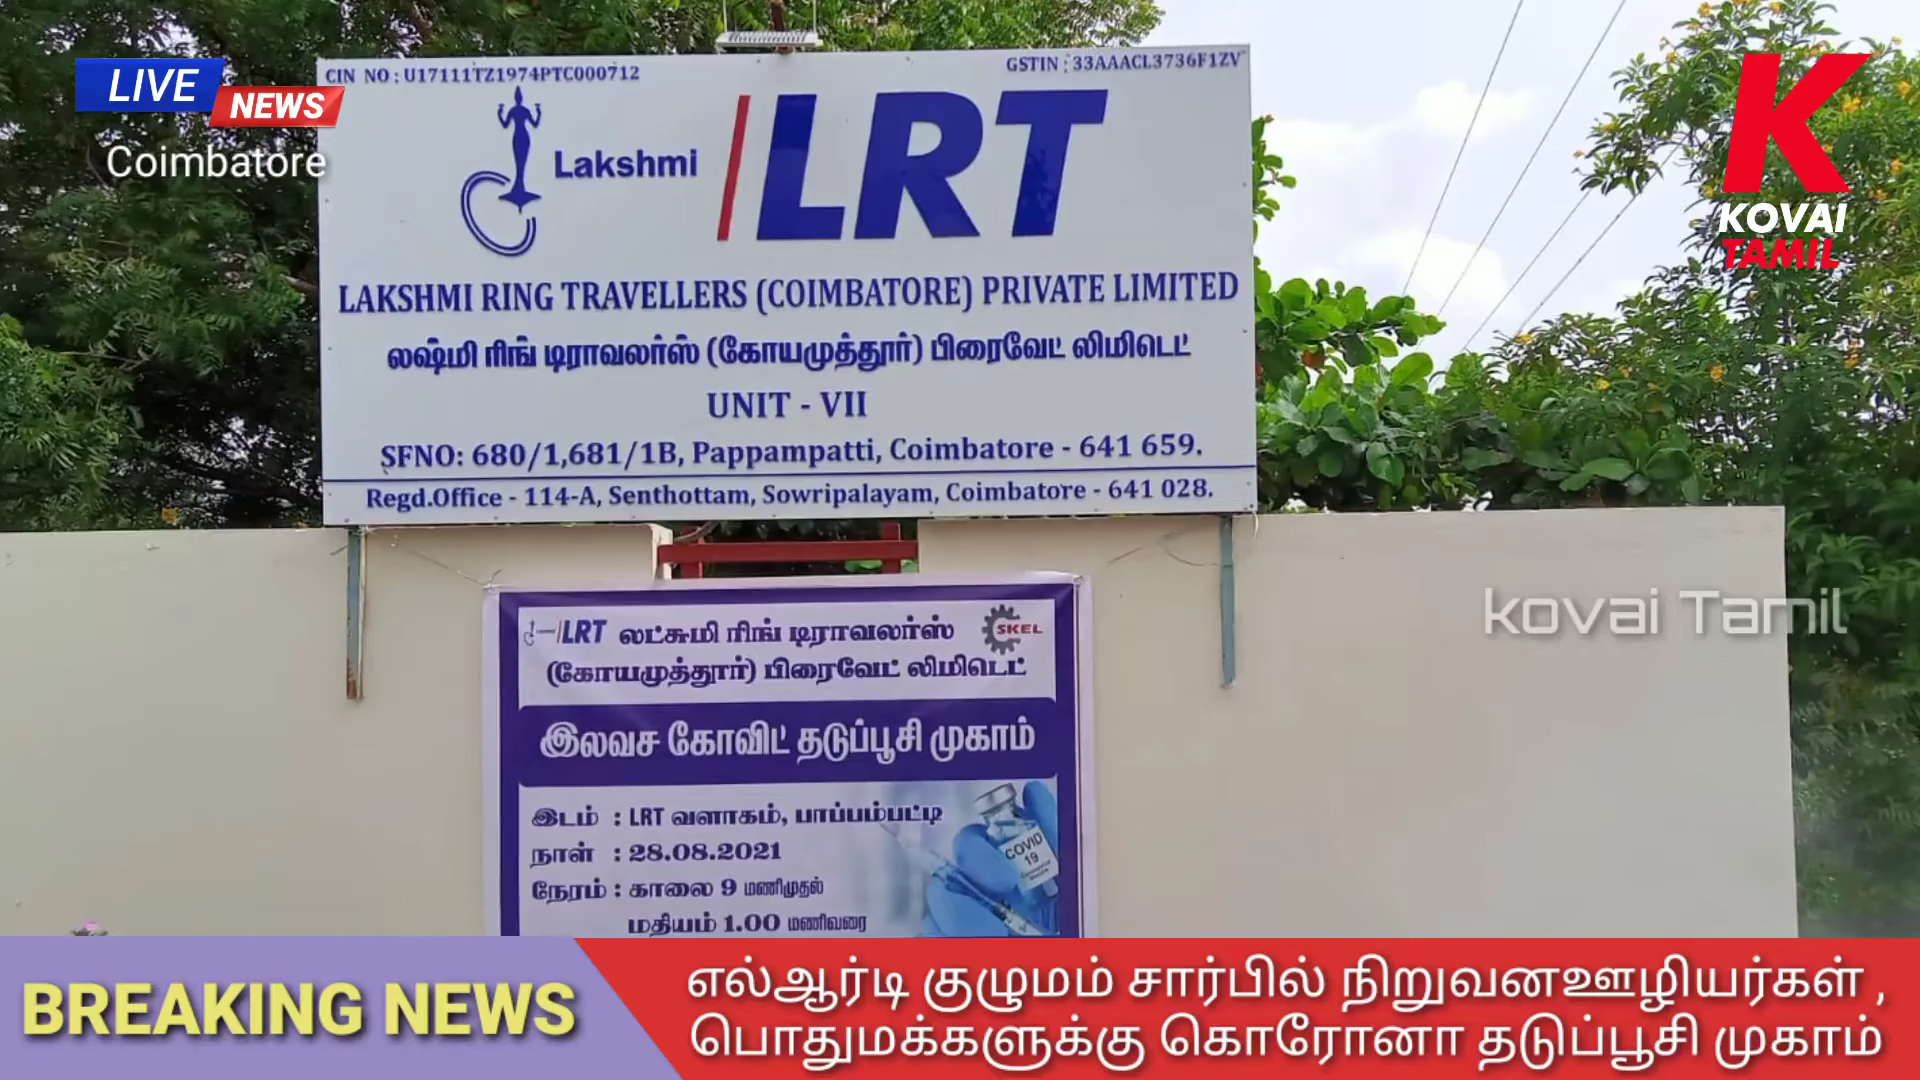 LIVE
NEWS
Coimbatore
CIN NO : U17111TZ1974PTC000712
GSTIN : 33AAACL3736F1ZV
Lakshmi
LRT
LAKSHMI RING TRAVELLERS (COIMBATORE) PRIVATE LIMITED
லஷ்மி ரிங் டிராவலர்ஸ் (கோயமுத்தூர்) பிரைவேட் லிமிடெட்
UNIT - VII
SFNO: 680/1,681/1B, Pappampatti, Coimbatore - 641 659.
Regd.Office - 114-A, Senthottam, Sowripalayam, Coimbatore - 641 028.
K
KOVAI
TAMIL
kovai Tamil
LRT லட்சுமி ரிங் டிராவலர்ஸ் SKEL
(கோயமுத்தூர்) பிரைவேட் லிமிடெட்
இலவச கோவிட் தடுப்பூசி முகாம்
இடம் : LRT வளாகம், பாப்பம்பட்டி
நாள் : 28.08.2021
நேரம் : காலை 9 மணிமுதல்
மதியம் 1.00 மணிவரை
COVID
19
BREAKING NEWS
எல்ஆர்டி குழுமம் சார்பில் நிறுவனஊழியர்கள் ,
பொதுமக்களுக்கு கொரோனா தடுப்பூசி முகாம்